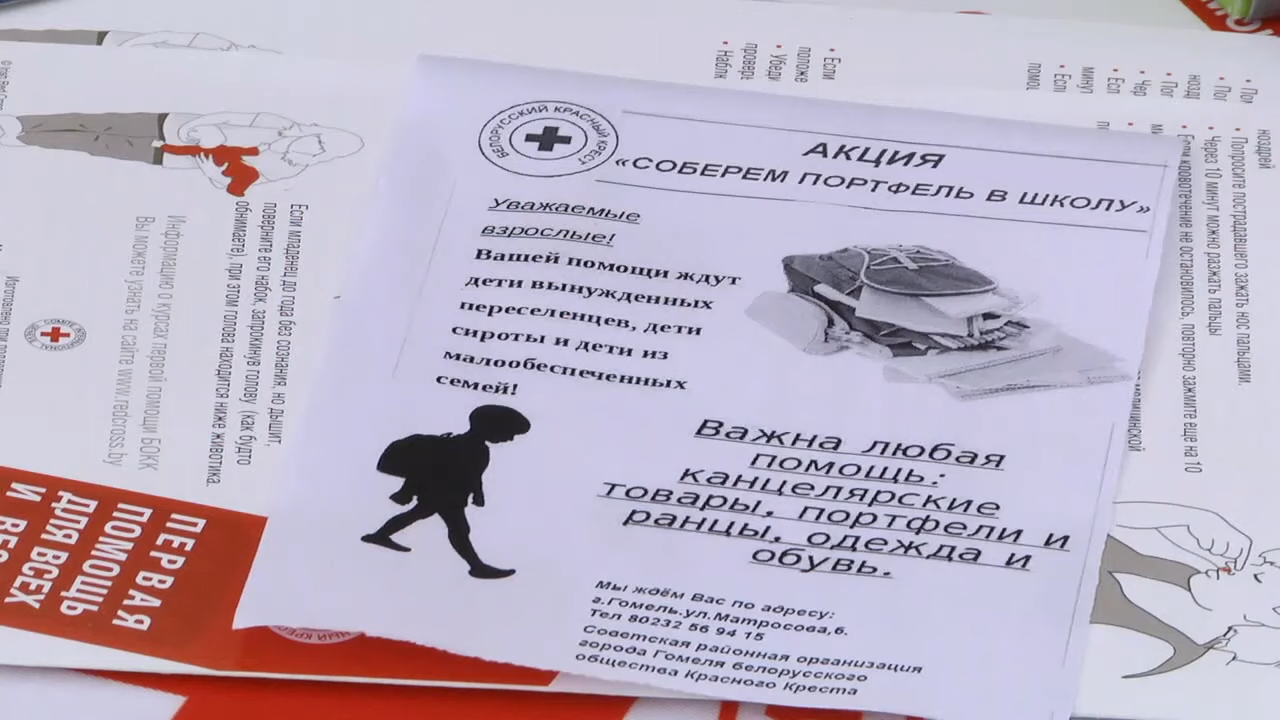 БЕЛОРУССКИЙ КРАСНЫЙ КРЕСТ
АКЦИЯ
«СОБЕРЕМ ПОРТФЕЛЬ В ШКОЛУ»
Уважаемые
взрослые!
Вашей помощи ждут
дети вынужденных
переселенцев, дети
сироты и дети из
малообеспеченных
семей!
Важна любая
помощь:
канцелярские
товары, портфели и
ранцы, одежда и
обувь.
Мы ждём Вас по адресу:
г.Гомель.ул.Матросова,6.
Тел 80232 56 94 15
Советская районная организация
города Гомеля белорусского
общества Красного Креста
Если младенец до года без сознания, но дышит,
поверните его набок, запрокинув голову (как будто
обнимаете), при этом голова находится ниже животика.
Информацию о курсах первой помощи БОКК
Вы можете узнать на сайте www.redcross.by
ПЕРВАЯ
ПОМОЩЬ
ДЛЯ ВСЕХ
И
ноздрей
• Попросите пострадавшего зажать нос пальцами.
• Через 10 минут можно разжать пальцы
• Если кровотечение не остановилось, повторно зажмите еще на 10
• Если